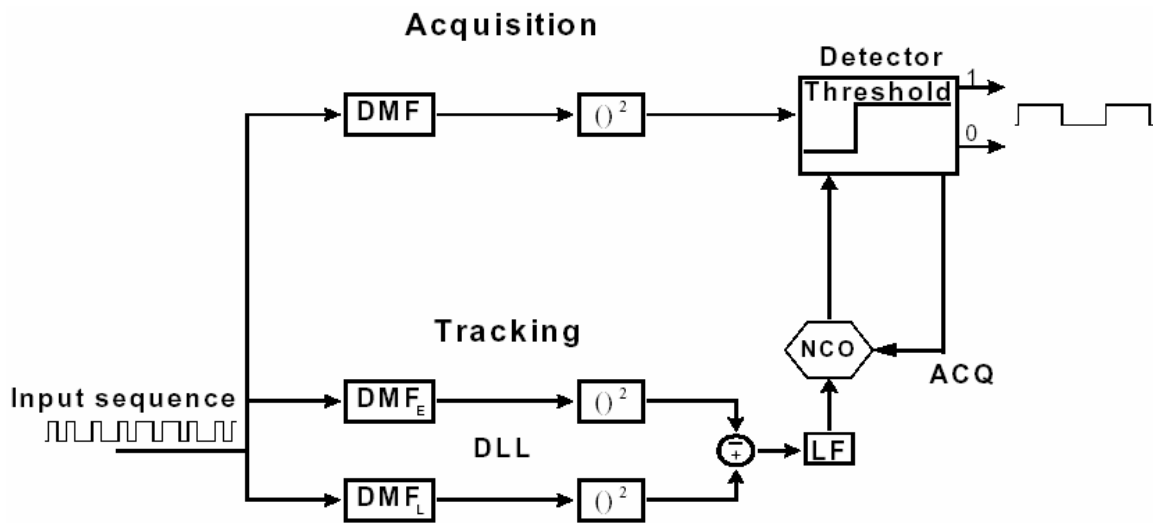 Acquisition
Detector
Threshold
1
0
DMF
()²
Tracking
NCO
ACQ
Input sequence
DMF_E
()²
DLL
−
+
LF
DMF_L
()²